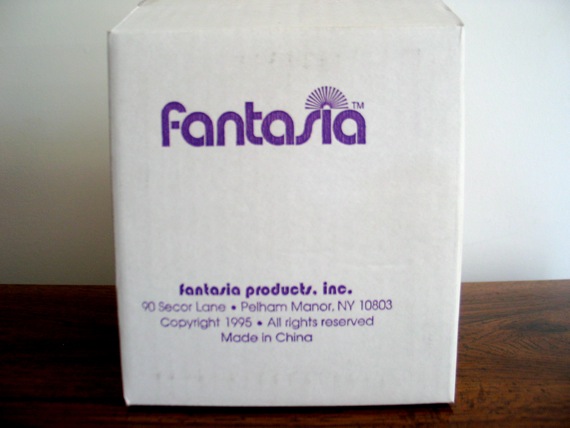 fantasia™
fantasia products, inc.
90 Secor Lane • Pelham Manor, NY 10803
Copyright 1995 • All rights reserved
Made in China